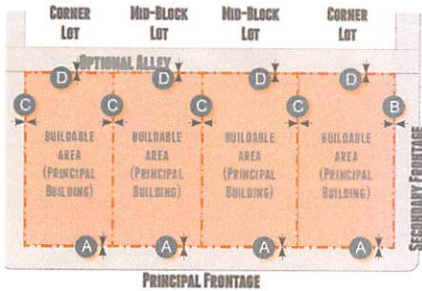 CORNER LOT
MID-BLOCK LOT
MID-BLOCK LOT
CORNER LOT
OPTIONAL ALLEY
D D D D
C C C C B
BUILDABLE AREA (PRINCIPAL BUILDING)
BUILDABLE AREA (PRINCIPAL BUILDING)
BUILDABLE AREA (PRINCIPAL BUILDING)
BUILDABLE AREA (PRINCIPAL BUILDING)
SECONDARY FRONTAGE
A A A A
PRINCIPAL FRONTAGE